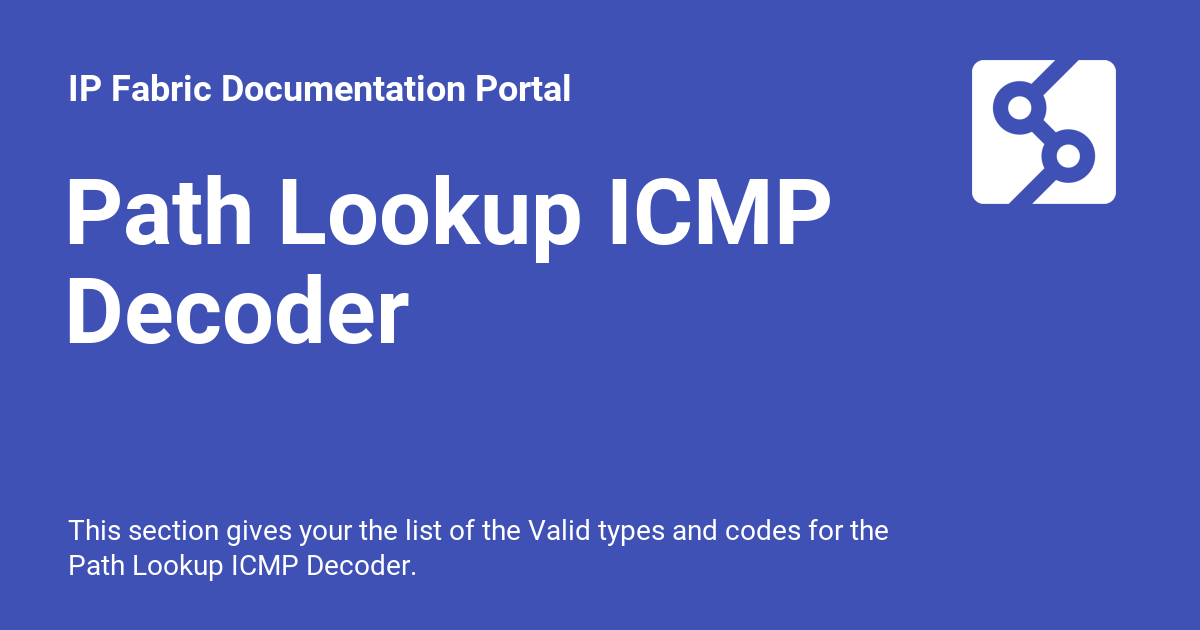 IP Fabric Documentation Portal
Path Lookup ICMP
Decoder
This section gives your the list of the Valid types and codes for the
Path Lookup ICMP Decoder.